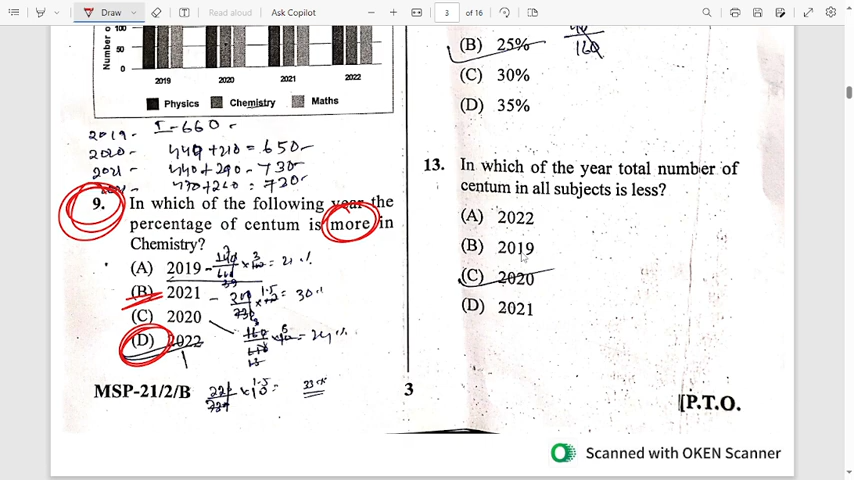 Draw
Read aloud
Ask Copilot
3 of 16
Number o
100
50
0
2019 2020 2021 2022
Physics Chemistry Maths
2019 - I - 660 -
2020 - 440 + 210 = 650 -
2021 - 440 + 290 - 730 -
= 720 -
9. In which of the following year the
percentage of centum is more in
Chemistry?
(A) 2019
(B) 2021
(C) 2020
(D) 2022
MSP-21/2/B
3
(B) 25%
(C) 30%
(D) 35%
13. In which of the year total number of
centum in all subjects is less?
(A) 2022
(B) 2019
(C) 2020
(D) 2021
[P.T.O.
Scanned with OKEN Scanner